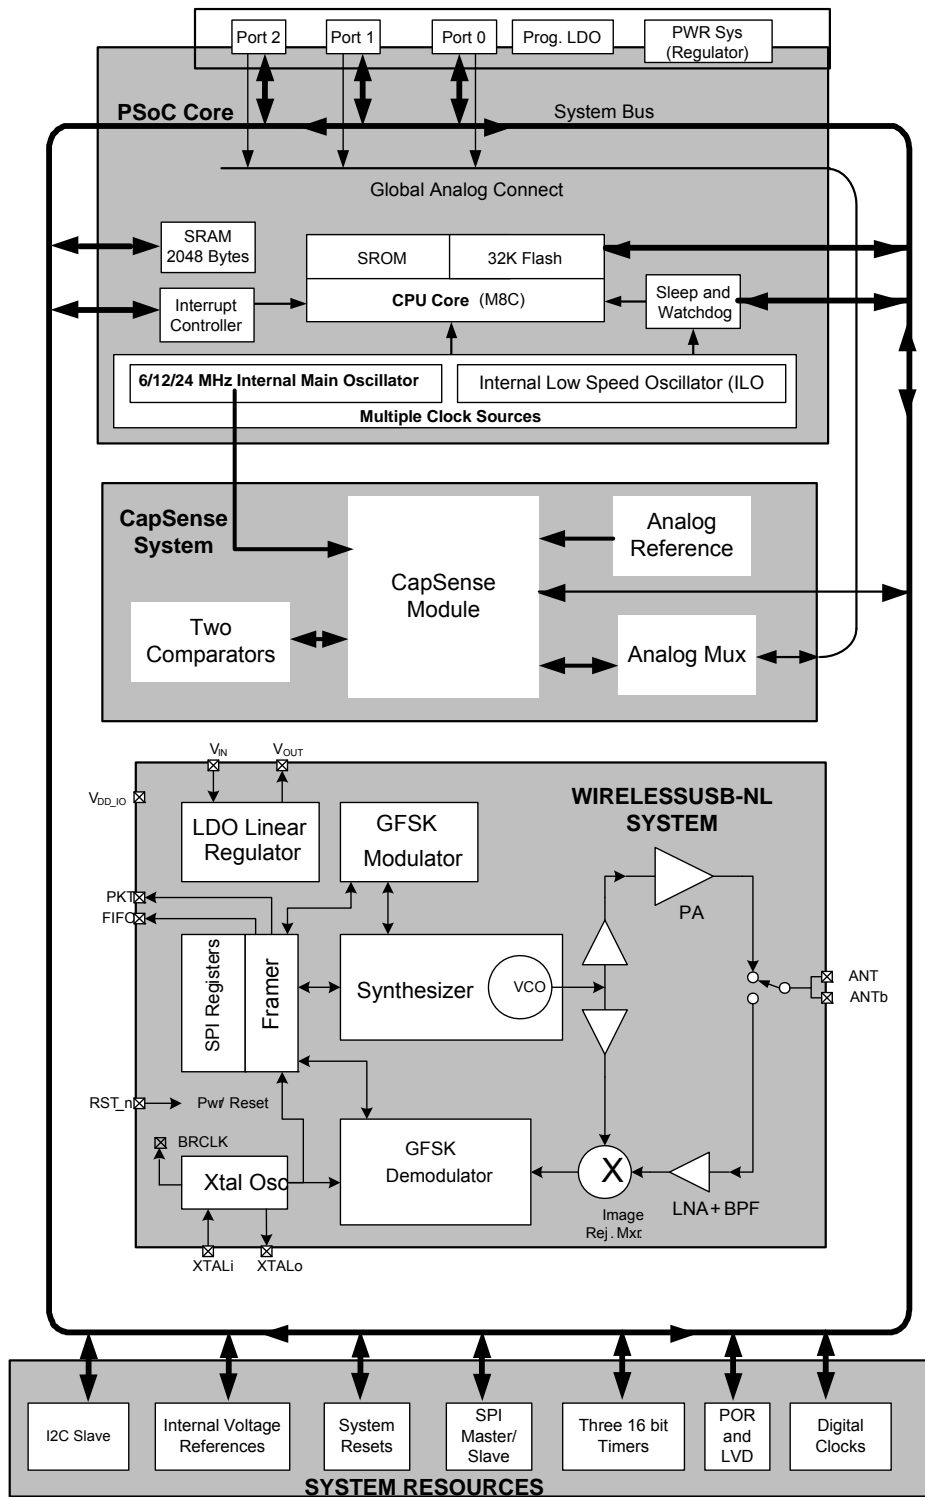 Port 2
Port 1
Port 0
Prog. LDO
PWR Sys
(Regulator)
PSoC Core
System Bus
Global Analog Connect
SRAM
2048 Bytes
SROM
32K Flash
CPU Core (M8C)
Interrupt
Controller
Sleep and
Watchdog
6/12/24 MHz Internal Main Oscillator
Internal Low Speed Oscillator (ILO
Multiple Clock Sources
CapSense
System
CapSense
Module
Analog
Reference
Two
Comparators
Analog Mux
VIN
VOUT
VDD_IO
WIRELESSUSB-NL
SYSTEM
LDO Linear
Regulator
GFSK
Modulator
PA
PKT
FIFO
SPI Registers
Framer
Synthesizer
VCO
ANT
ANTb
RST_n
Pwr/ Reset
BRCLK
Xtal Osc
GFSK
Demodulator
X
Image
Rej. Mxr.
LNA + BPF
XTALi
XTALo
I2C Slave
Internal Voltage
References
System
Resets
SPI
Master/
Slave
Three 16 bit
Timers
POR
and
LVD
Digital
Clocks
SYSTEM RESOURCES